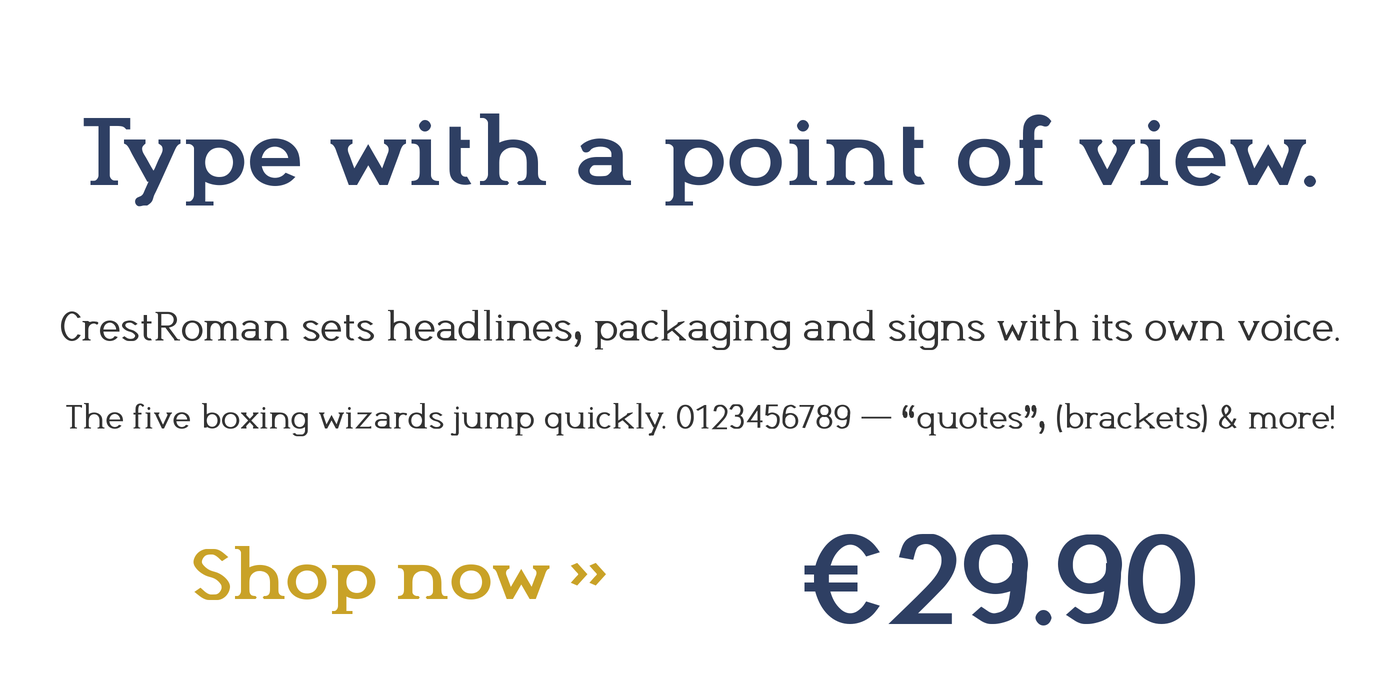 Type with a point of view.
CrestRoman sets headlines, packaging and signs with its own voice.
The five boxing wizards jump quickly. 0123456789 — “quotes”, (brackets) & more!
Shop now »
€29.90